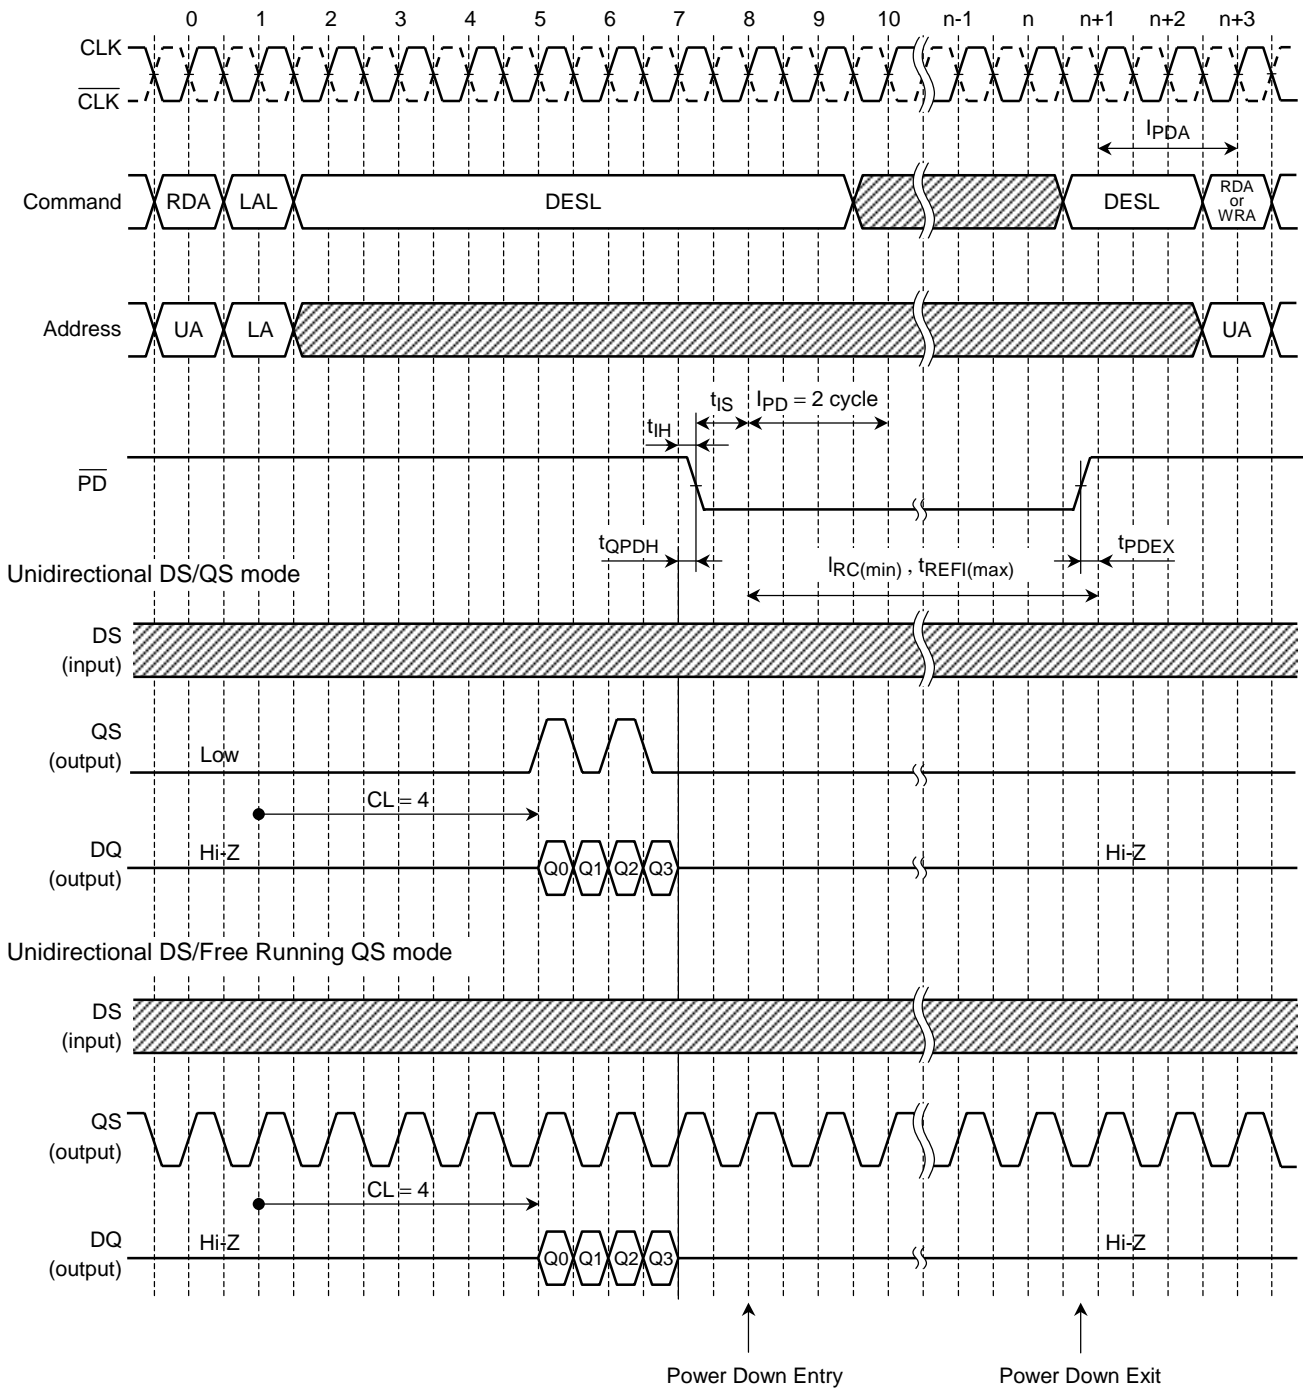 0 1 2 3 4 5 6 7 8 9 10 n-1 n n+1 n+2 n+3
CLK
CLK
IPDA
Command RDA LAL DESL DESL RDA or WRA
Address UA LA UA
tIS IPD = 2 cycle
tIH
PD
tQPDH tPDEX
IRC(min) , tREFI(max)
Unidirectional DS/QS mode
DS
(input)
QS
(output) Low
CL = 4
DQ
(output) Hi-Z Q0 Q1 Q2 Q3 Hi-Z
Unidirectional DS/Free Running QS mode
DS
(input)
QS
(output)
CL = 4
DQ
(output) Hi-Z Q0 Q1 Q2 Q3 Hi-Z
Power Down Entry Power Down Exit